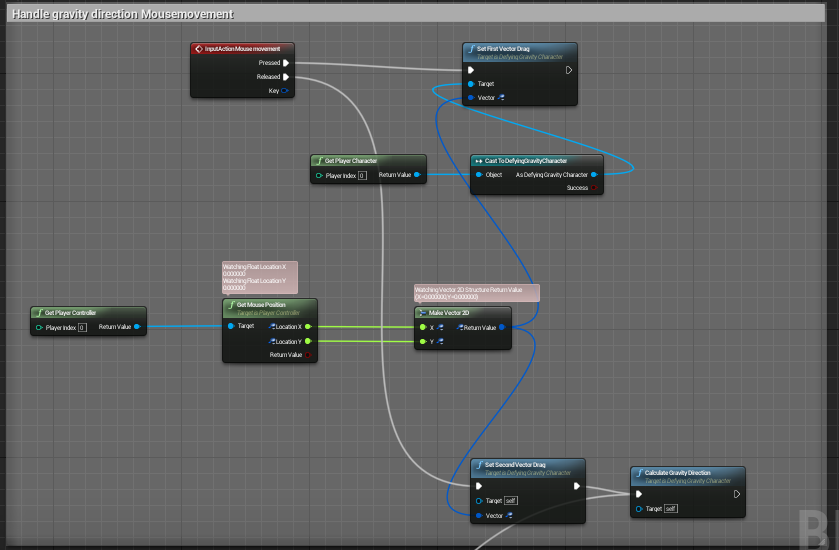 Handle gravity direction Mousemovement
InputAction Mouse movement
Pressed
Released
Key
Set First Vector Drag
Target is Defying Gravity Character
Target
Vector
Get Player Character
Player Index 0
Return Value
Cast To DefyingGravityCharacter
Object
As Defying Gravity Character
Success
Watching Float Location X
0.000000
Watching Float Location Y
0.000000
Get Player Controller
Player Index 0
Return Value
Get Mouse Position
Target is Player Controller
Target
Location X
Location Y
Return Value
Watching Vector 2D Structure Return Value
(X=0.000000,Y=0.000000)
Make Vector 2D
X
Return Value
Y
Set Second Vector Drag
Target is Defying Gravity Character
Target self
Vector
Calculate Gravity Direction
Target is Defying Gravity Character
Target self